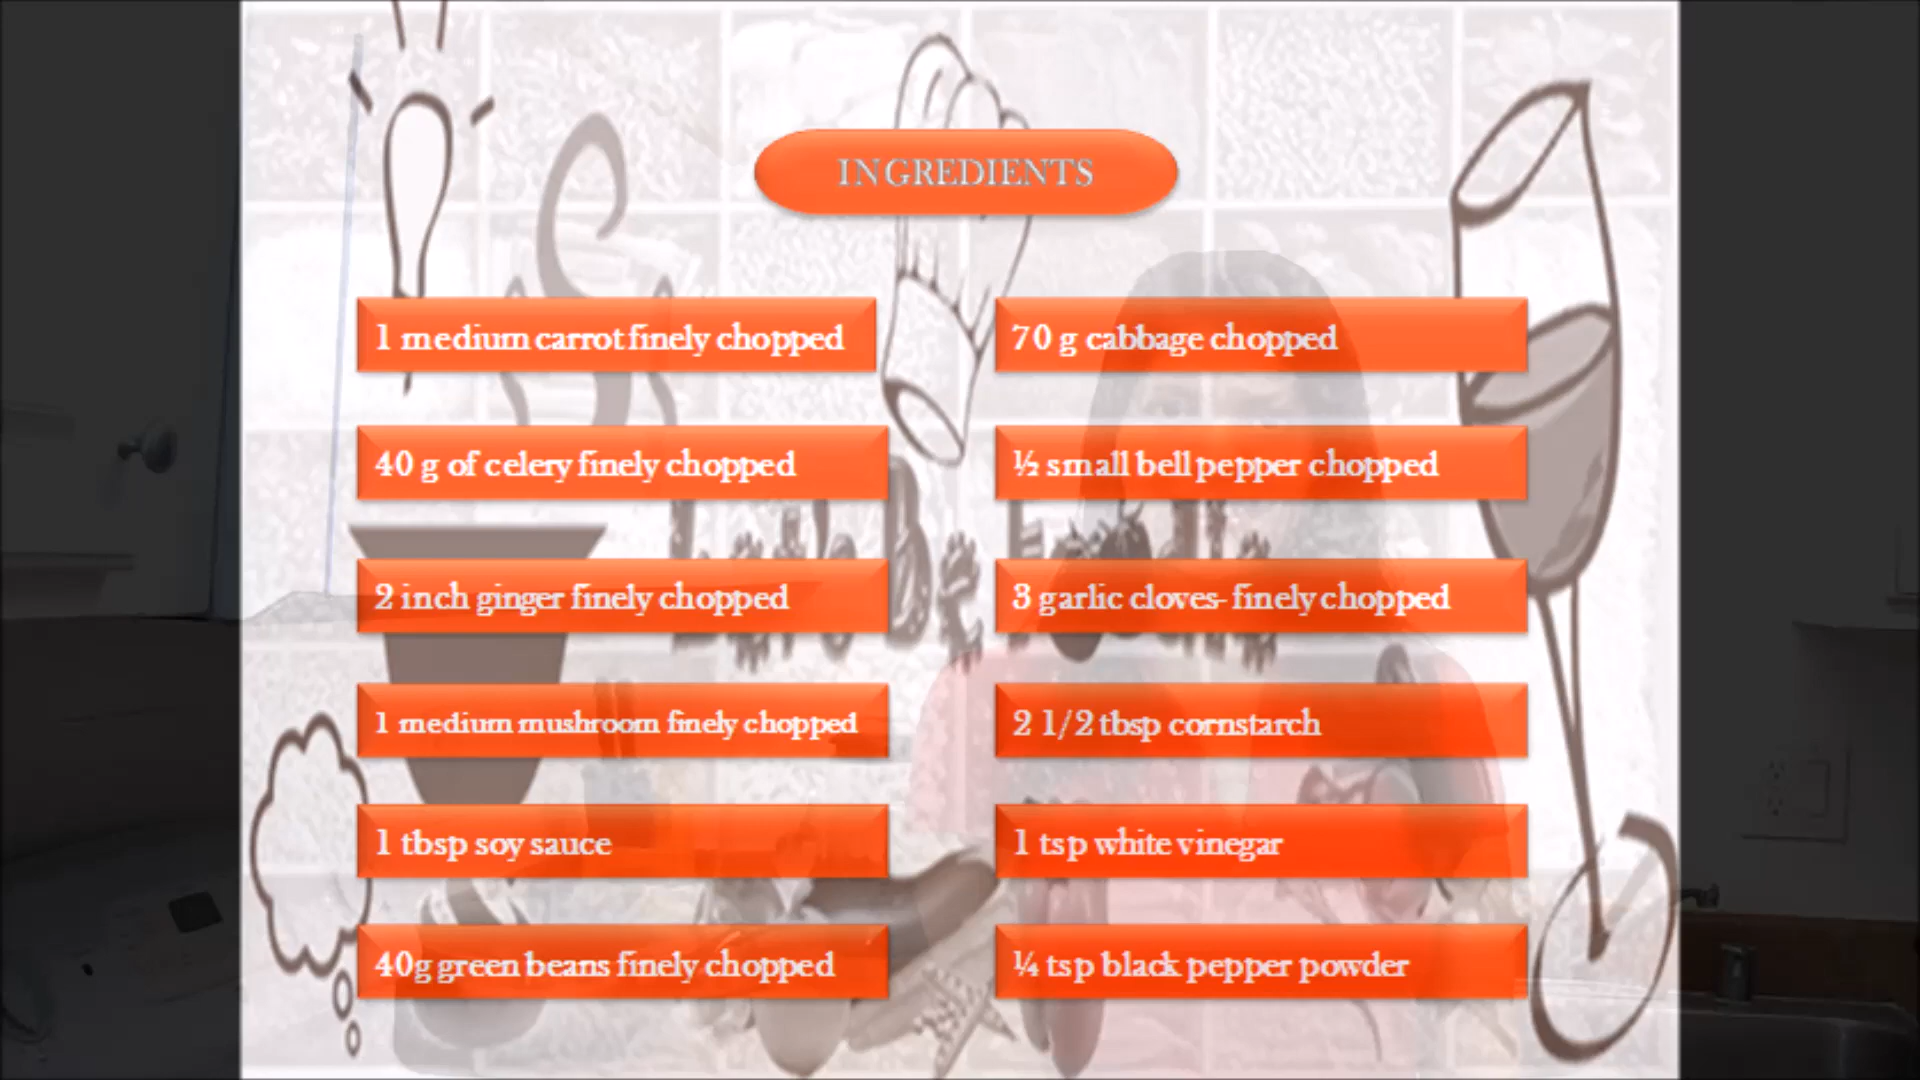 INGREDIENTS
1 medium carrot finely chopped
70 g cabbage chopped
40 g of celery finely chopped
½ small bell pepper chopped
2 inch ginger finely chopped
3 garlic cloves- finely chopped
1 medium mushroom finely chopped
2 1/2 tbsp cornstarch
1 tbsp soy sauce
1 tsp white vinegar
40g green beans finely chopped
¼ tsp black pepper powder